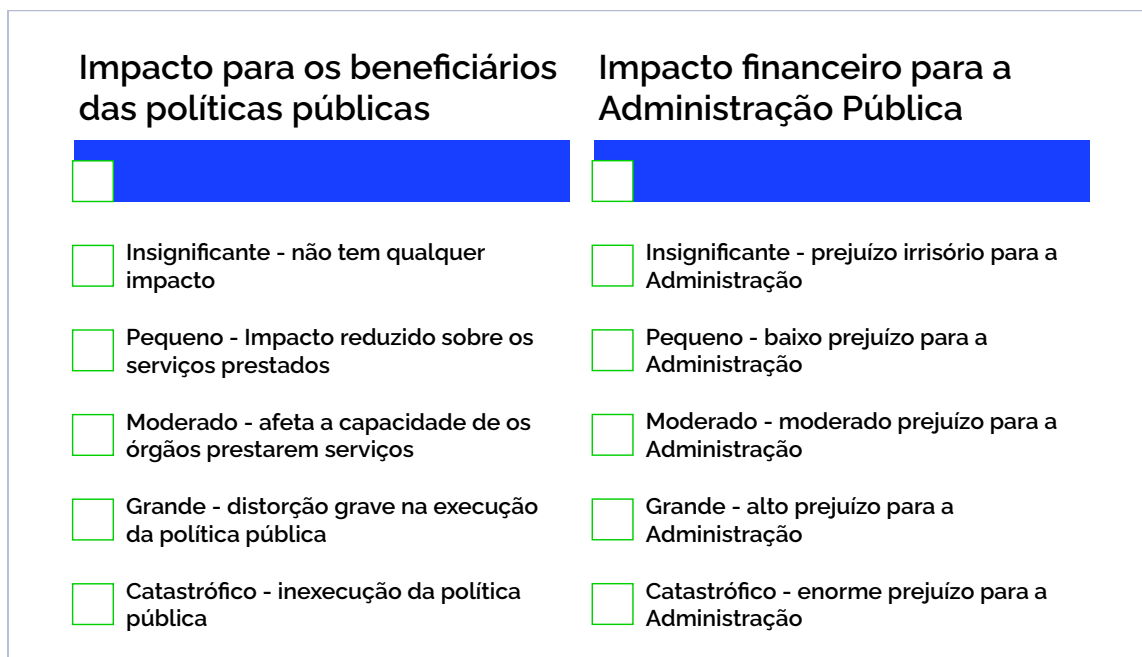 Impacto para os beneficiários
das políticas públicas
Insignificante - não tem qualquer
impacto
Pequeno - Impacto reduzido sobre os
serviços prestados
Moderado - afeta a capacidade de os
órgãos prestarem serviços
Grande - distorção grave na execução
da política pública
Catastrófico - inexecução da política
pública
Impacto financeiro para a
Administração Pública
Insignificante - prejuízo irrisório para a
Administração
Pequeno - baixo prejuízo para a
Administração
Moderado - moderado prejuízo para a
Administração
Grande - alto prejuízo para a
Administração
Catastrófico - enorme prejuízo para a
Administração